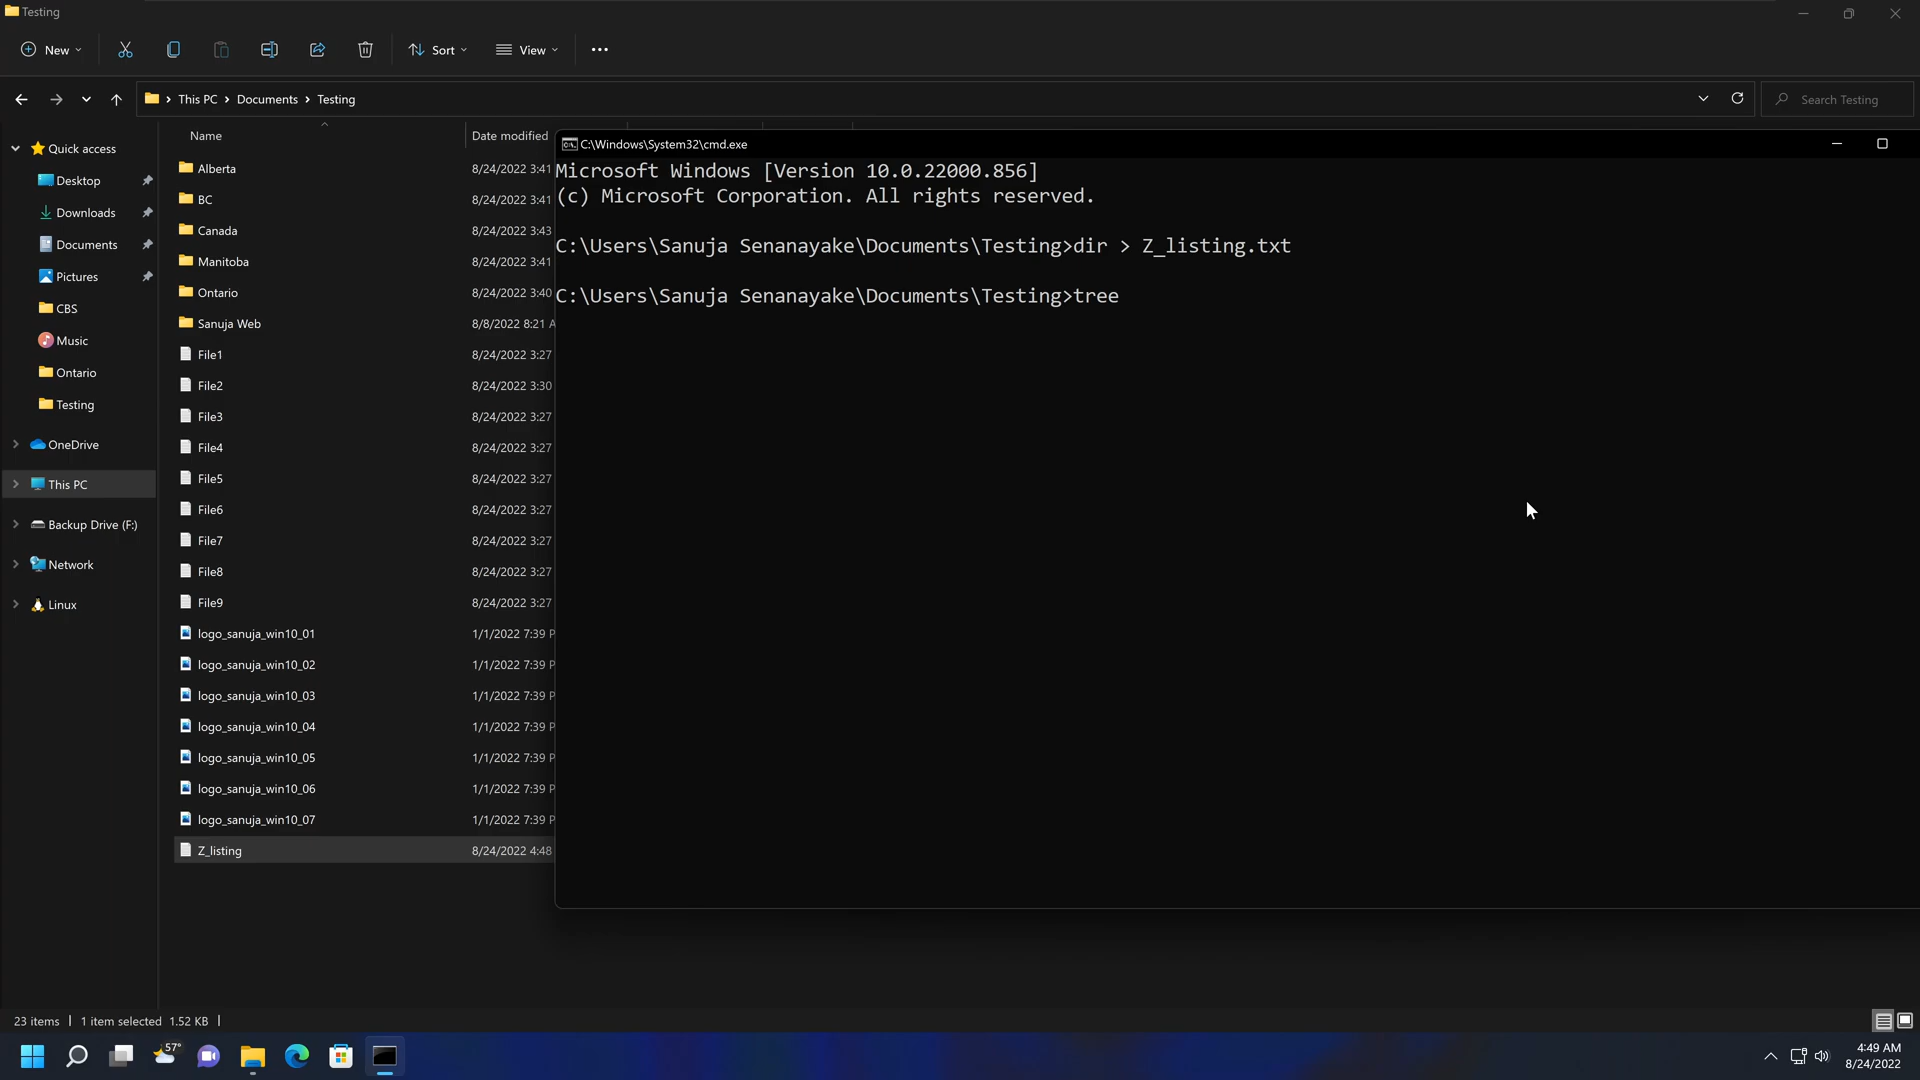 Testing
New
Sort
View
This PC
Documents
Testing
Search Testing
Name
Date modified
Quick access
Desktop
Downloads
Documents
Pictures
CBS
Music
Ontario
Testing
OneDrive
This PC
Backup Drive (F:)
Network
Linux
Alberta 8/24/2022 3:41
BC 8/24/2022 3:41
Canada 8/24/2022 3:43
Manitoba 8/24/2022 3:41
Ontario 8/24/2022 3:40
Sanuja Web 8/8/2022 8:21 A
File1 8/24/2022 3:27
File2 8/24/2022 3:30
File3 8/24/2022 3:27
File4 8/24/2022 3:27
File5 8/24/2022 3:27
File6 8/24/2022 3:27
File7 8/24/2022 3:27
File8 8/24/2022 3:27
File9 8/24/2022 3:27
logo_sanuja_win10_01 1/1/2022 7:39 P
logo_sanuja_win10_02 1/1/2022 7:39 P
logo_sanuja_win10_03 1/1/2022 7:39 P
logo_sanuja_win10_04 1/1/2022 7:39 P
logo_sanuja_win10_05 1/1/2022 7:39 P
logo_sanuja_win10_06 1/1/2022 7:39 P
logo_sanuja_win10_07 1/1/2022 7:39 P
Z_listing 8/24/2022 4:48
C:\Windows\System32\cmd.exe
Microsoft Windows [Version 10.0.22000.856]
(c) Microsoft Corporation. All rights reserved.
C:\Users\Sanuja Senanayake\Documents\Testing>dir > Z_listing.txt
C:\Users\Sanuja Senanayake\Documents\Testing>tree
23 items
1 item selected 1.52 KB
57°
4:49 AM
8/24/2022